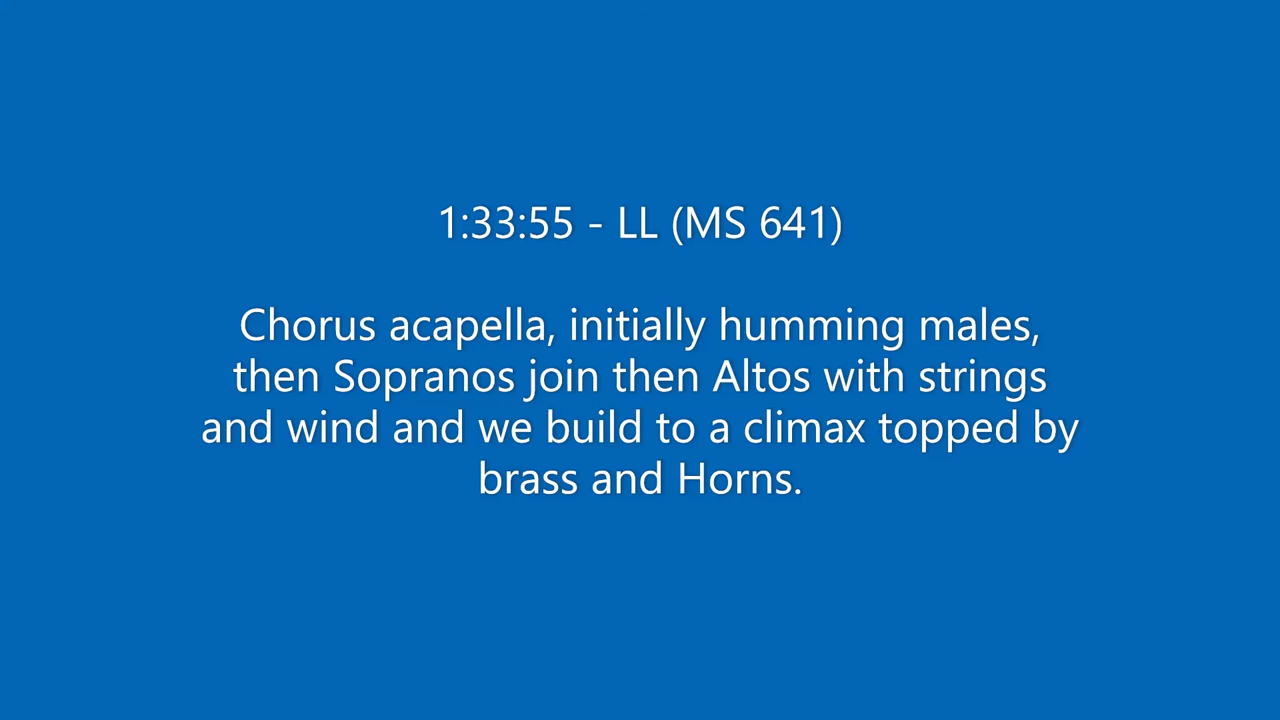 1:33:55 - LL (MS 641)
Chorus acapella, initially humming males,
then Sopranos join then Altos with strings
and wind and we build to a climax topped by
brass and Horns.